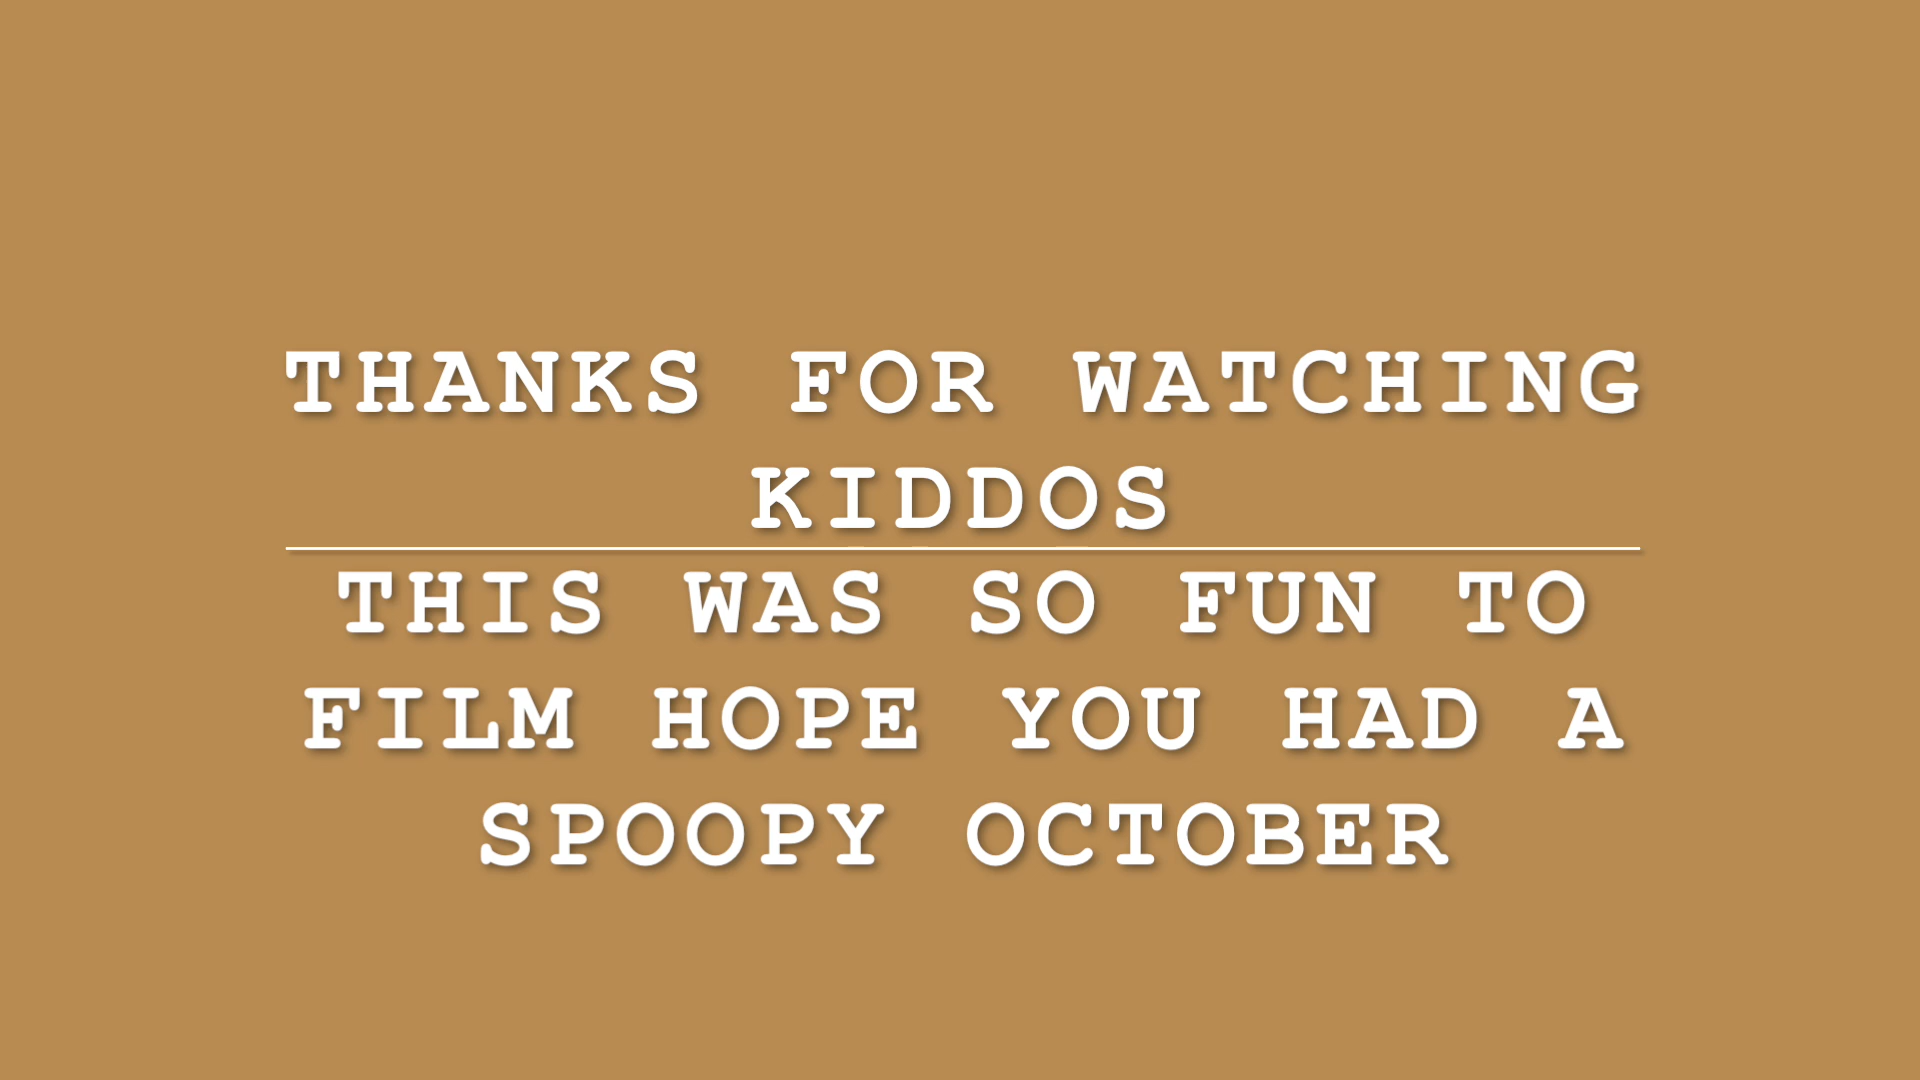 THANKS FOR WATCHING
KIDDOS
THIS WAS SO FUN TO
FILM HOPE YOU HAD A
SPOOPY OCTOBER